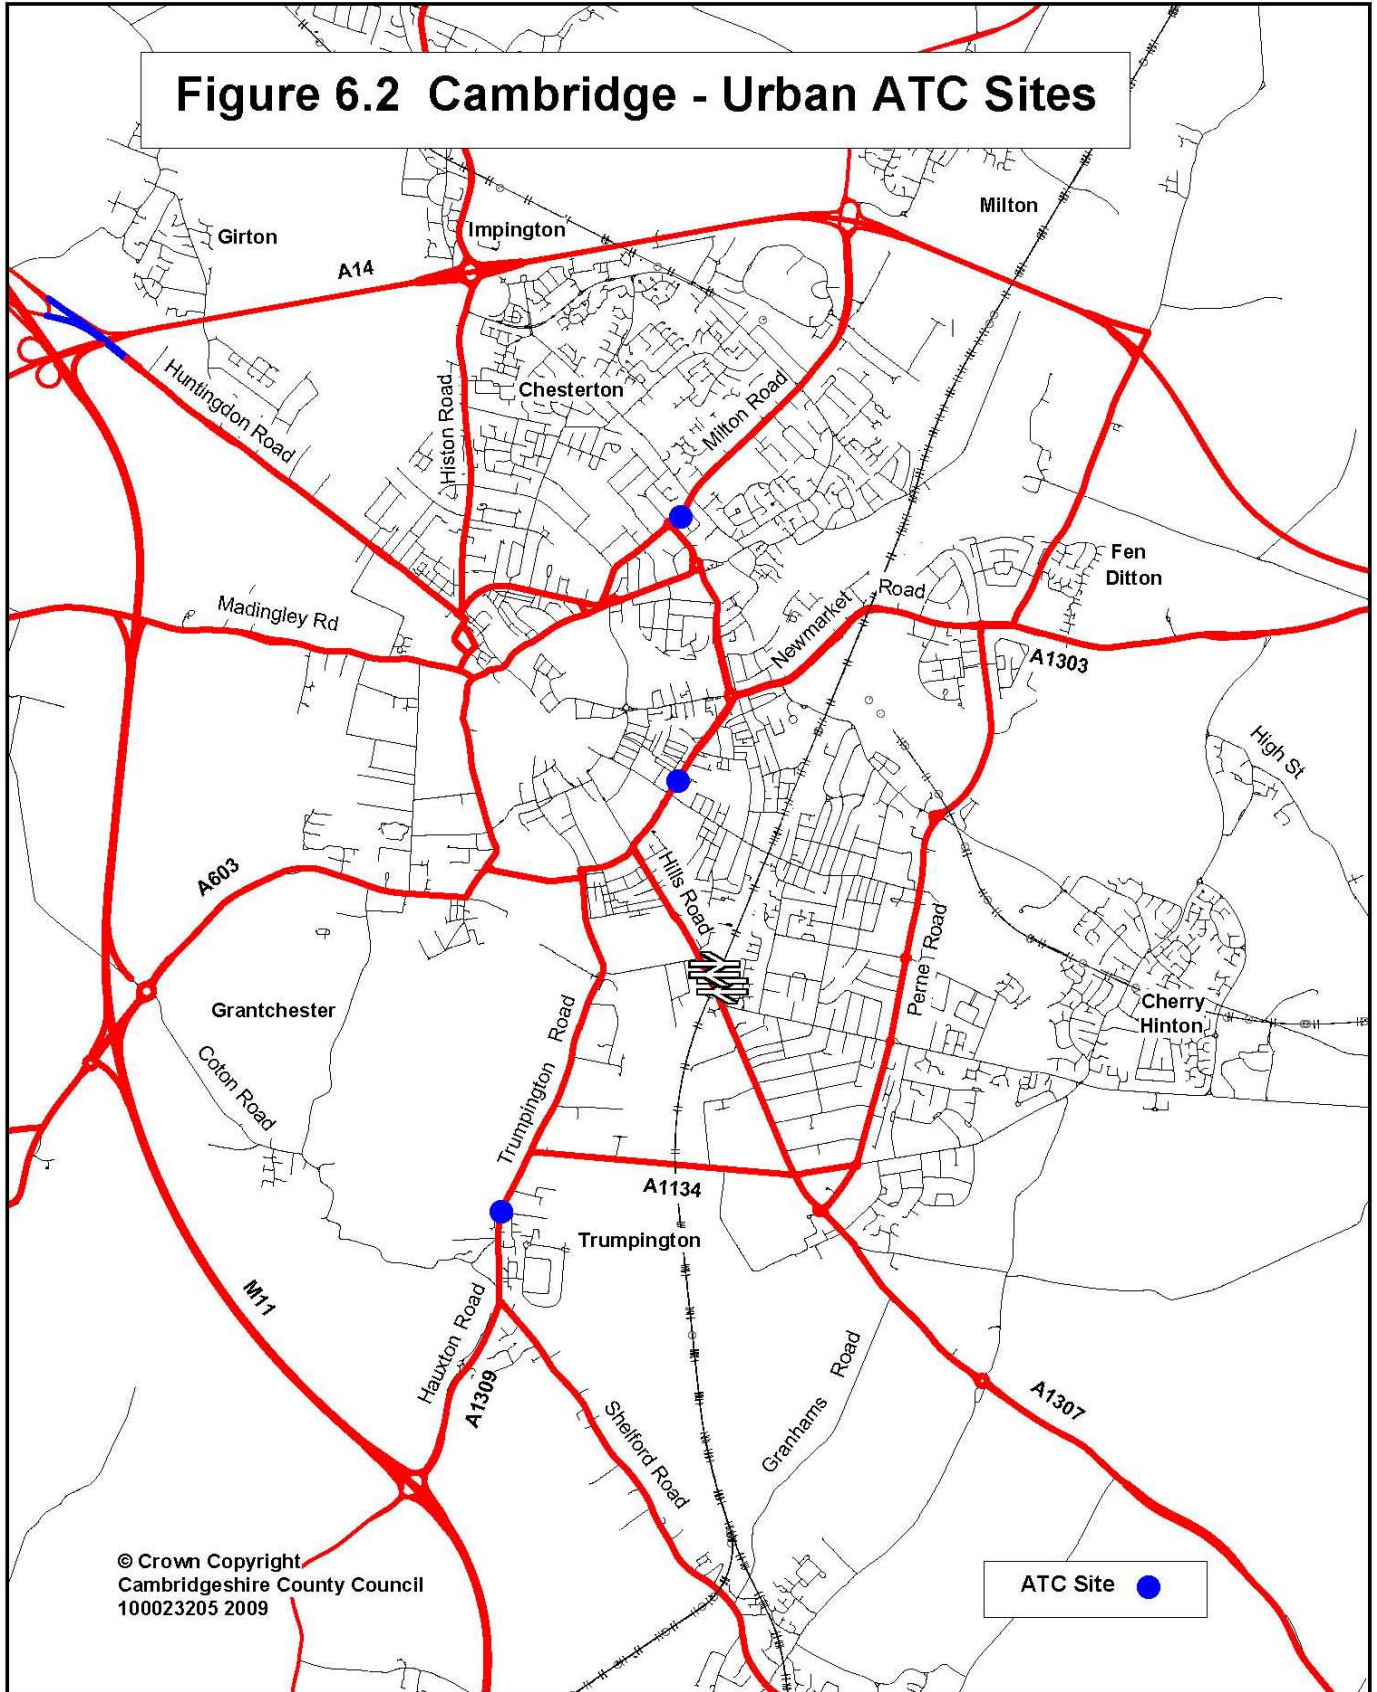 Figure 6.2 Cambridge - Urban ATC Sites
Milton
Girton
Impington
A14
Huntingdon Road
Histon Road
Chesterton
Milton Road
Fen
Ditton
Madingley Rd
Newmarket Road
A1303
High St
A603
Hills Road
Perne Road
Grantchester
Cherry
Hinton
Coton Road
Trumpington Road
A1134
Trumpington
M11
Hauxton Road
A1309
Shelford Road
Granhams Road
A1307
© Crown Copyright
Cambridgeshire County Council
100023205 2009
ATC Site